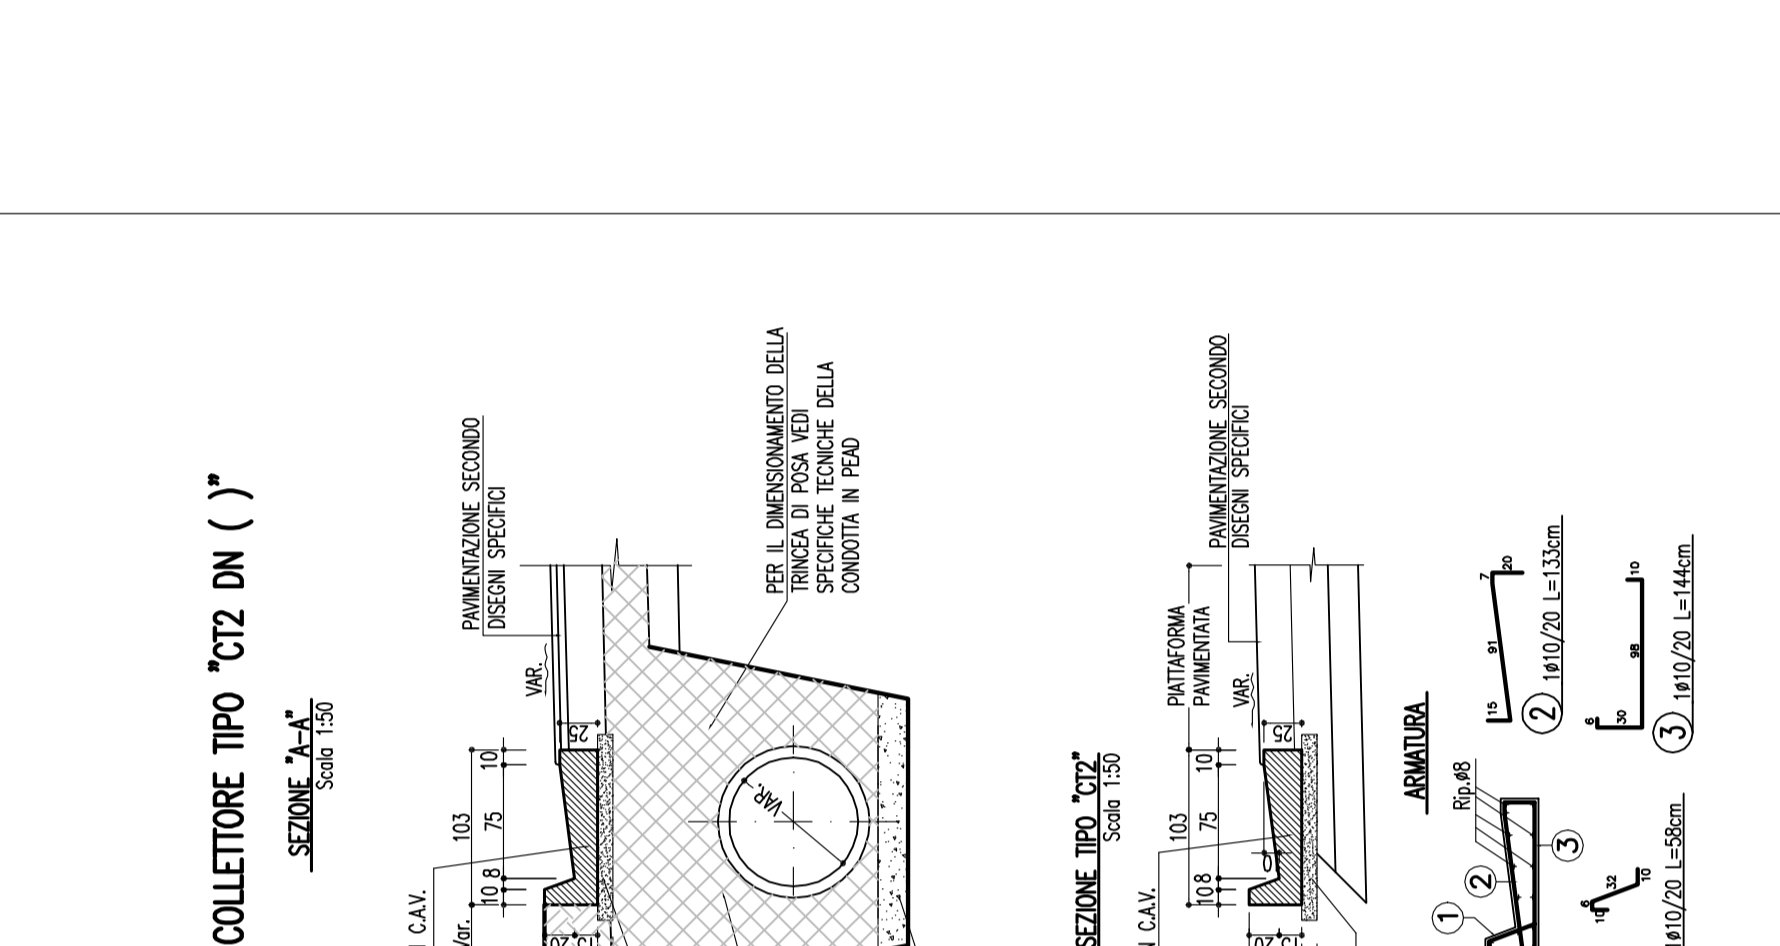 COLLETTORE TIPO "CT2 DN ( )"
SEZIONE "A-A"
Scala 1:50
C.A.V.
Var.
103
10 8 75 10
PAVIMENTAZIONE SECONDO
DISEGNI SPECIFICI
VAR.
25
VAR.
PER IL DIMENSIONAMENTO DELLA
TRINCEA DI POSA VEDI
SPECIFICHE TECNICHE DELLA
CONDOTTA IN PEAD
SEZIONE TIPO "CT2"
Scala 1:50
C.A.V.
103
10 8 75 10
PIATTAFORMA
PAVIMENTATA
PAVIMENTAZIONE SECONDO
DISEGNI SPECIFICI
VAR.
25
ARMATURA
Rip.ø8
1
2
3
15
91
7
20
2 1ø10/20 L=133cm
6
30
98
10
3 1ø10/20 L=144cm
10
6
32
10
1ø10/20 L=58cm